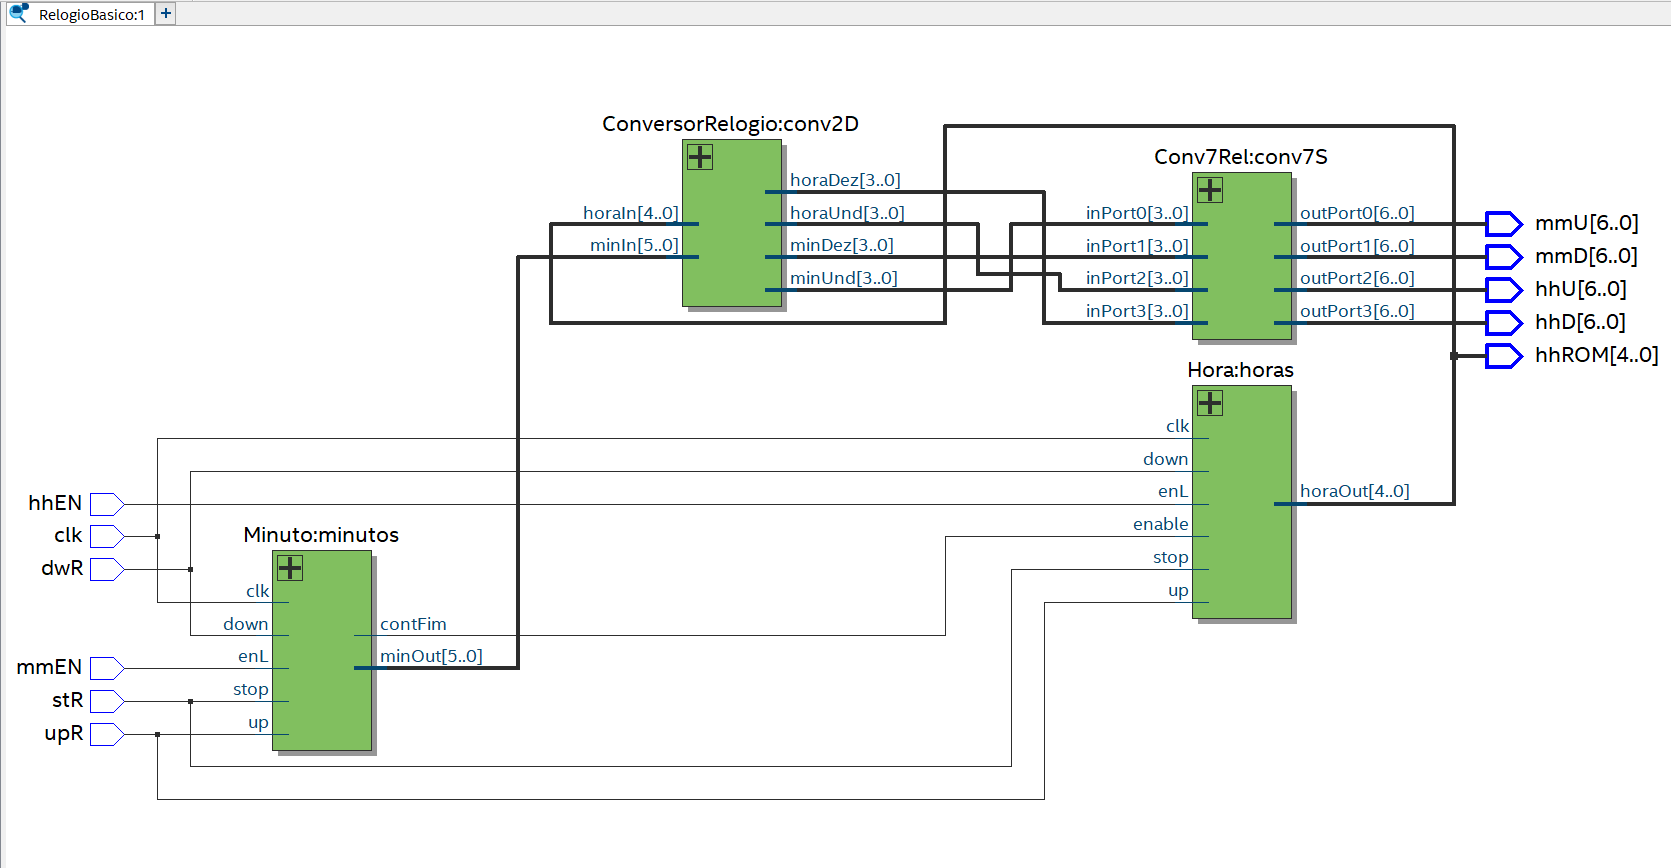 RelogioBasico:1
ConversorRelogio:conv2D
horaIn[4..0]
minIn[5..0]
horaDez[3..0]
horaUnd[3..0]
minDez[3..0]
minUnd[3..0]
Conv7Rel:conv7S
inPort0[3..0]
inPort1[3..0]
inPort2[3..0]
inPort3[3..0]
outPort0[6..0]
outPort1[6..0]
outPort2[6..0]
outPort3[6..0]
mmU[6..0]
mmD[6..0]
hhU[6..0]
hhD[6..0]
hhROM[4..0]
Hora:horas
clk
down
enL
enable
stop
up
horaOut[4..0]
hhEN
clk
dwR
mmEN
stR
upR
Minuto:minutos
clk
down
enL
stop
up
contFim
minOut[5..0]